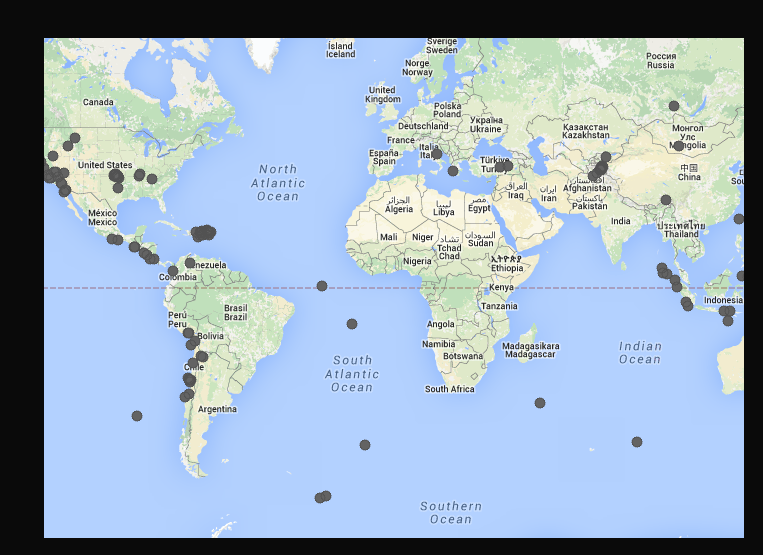 Ísland
Iceland
Sverige
Sweden
Norge
Norway
Россия
Russia
Canada
United
Kingdom
Polska
Poland
Україна
Ukraine
Deutschland
Қазақстан
Kazakhstan
Монгол
Улс
Mongolia
France
Italia
España
Spain
Türkiye
United States
North
Atlantic
Ocean
中国
China
العراق
Iraq
ایران
Iran
افغانستان
Afghanistan
پاکستان
Pakistan
الجزائر
Algeria
ليبيا
Libya
مصر
Egypt
México
Mexico
India
ประเทศไทย
Thailand
Mali
Niger
تشاد
Tchad
Chad
السودان
Sudan
Nigeria
ኢትዮጵያ
Ethiopia
Venezuela
Colombia
Kenya
Indonesia
Tanzania
Perú
Peru
Brasil
Brazil
Bolivia
Angola
Namibia
Botswana
Madagasikara
Madagascar
Indian
Ocean
South
Atlantic
Ocean
Chile
South Africa
Argentina
Southern
Ocean